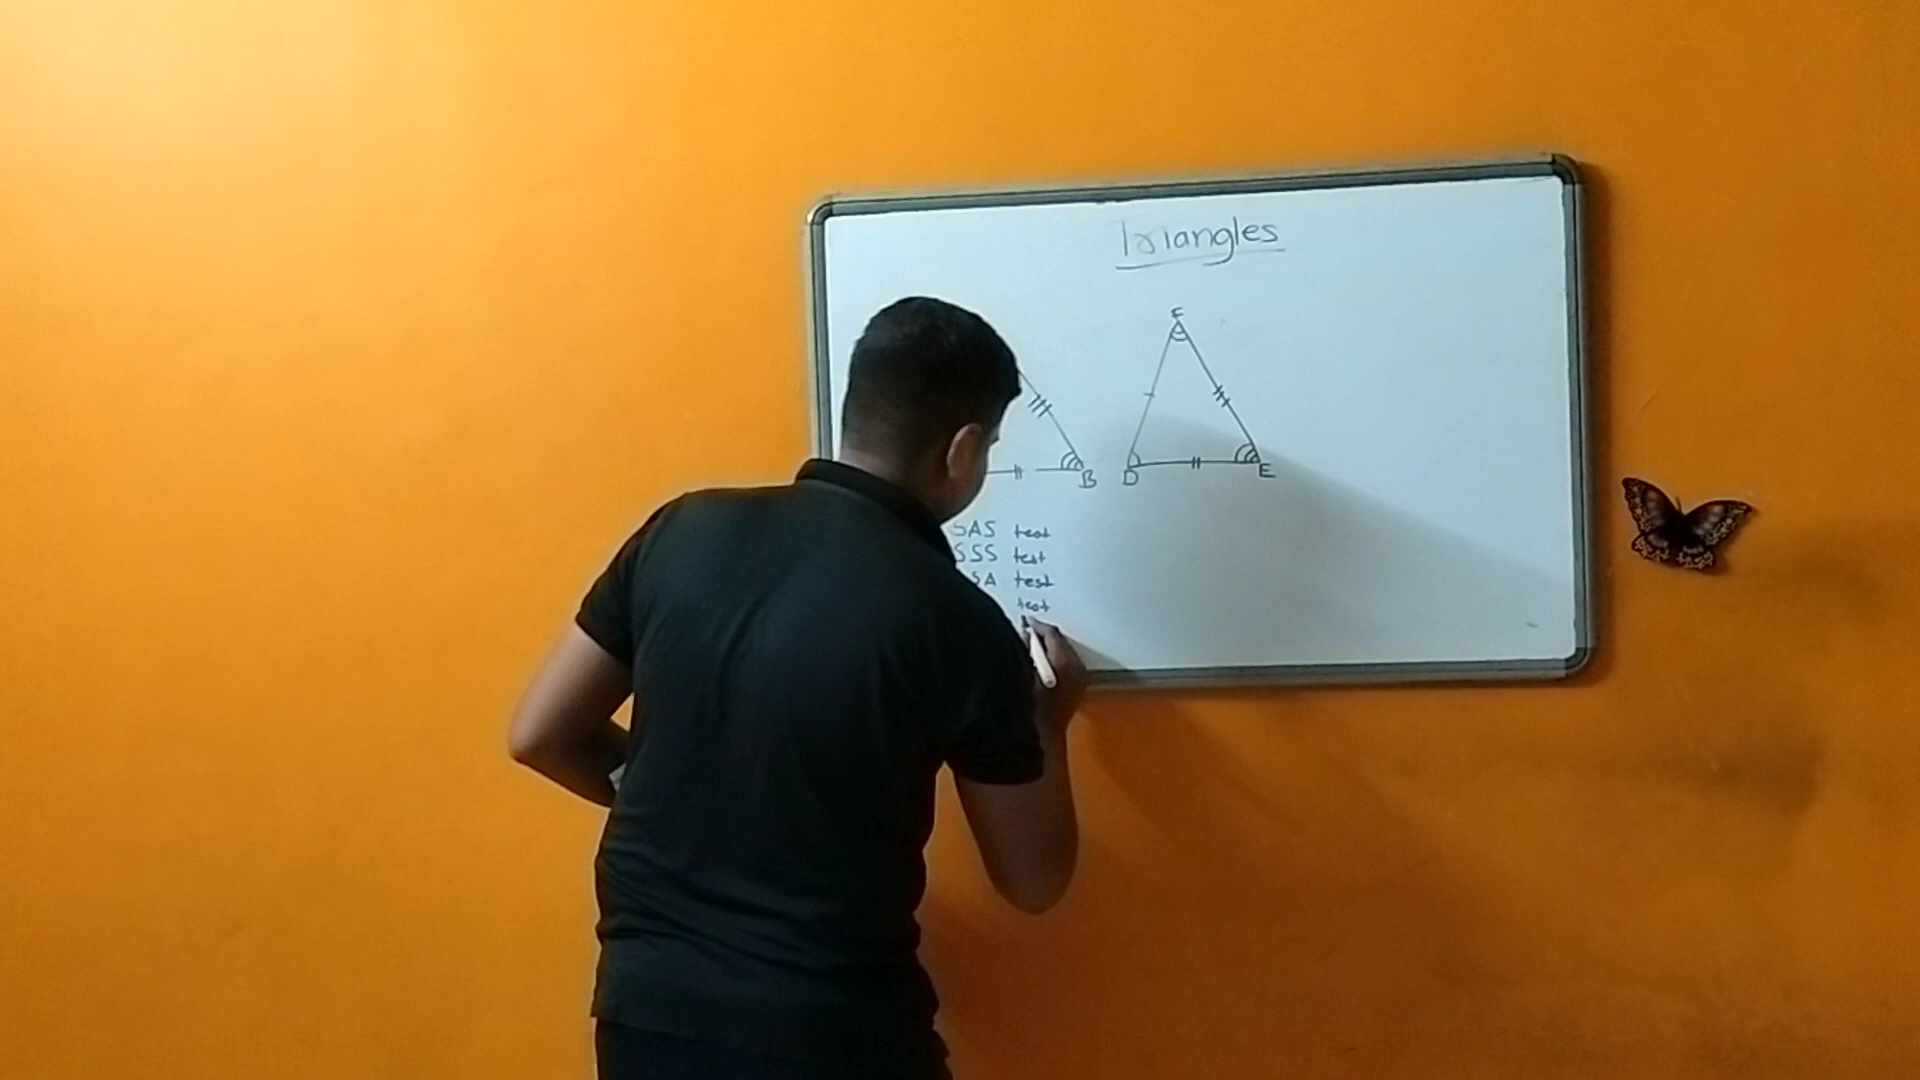 Triangles
F
B
D
E
SAS test
SSS test
SA test
test